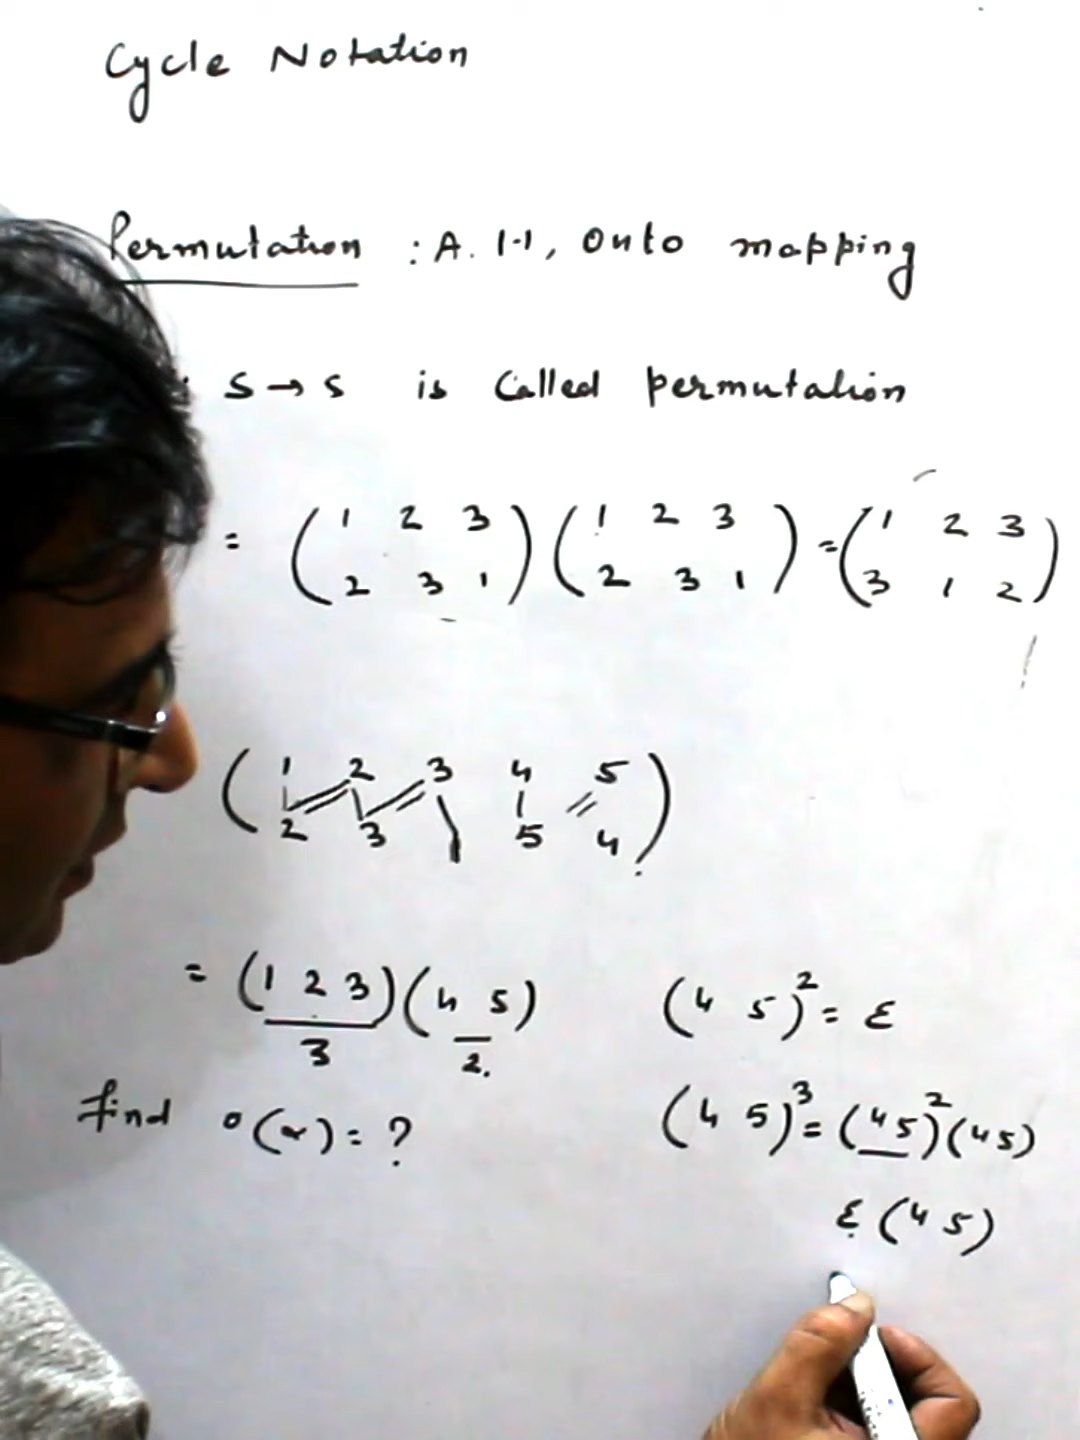 Cycle Notation
Permutation : A. 1-1, Onto mapping
: S → S is Called permutation
= ( 1 2 3 ) ( 1 2 3 ) = ( 1 2 3 )
2 3 1 2 3 1 3 1 2
( 1 2 3 4 5 )
2 3 1 5 4
= (1 2 3)(4 5)
3 2.
find o(α) = ?
(4 5)² = ε
(4 5)³ = (4 5)²(4 5)
ε (4 5)